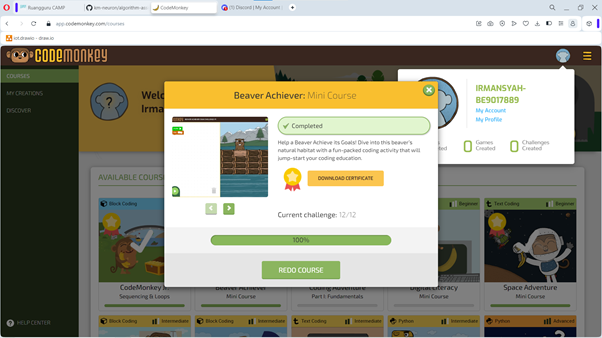 Ruangguru CAMP
km-neuron/algorithm-ac
CodeMonkey
(1) Discord | My Account
app.codemonkey.com/courses
iot.drawio - draw.io
CODEMONKEY
COURSES
MY CREATIONS
DISCOVER
Welc
Irma
IRMANSYAH-
BE9017889
My Account
My Profile
Games
Created
Challenges
Created
Beaver Achiever: Mini Course
Completed
Help a Beaver Achieve its Goals! Dive into this beaver's
natural habitat with a fun-packed coding activity that will
jump-start your coding education.
DOWNLOAD CERTIFICATE
Current challenge: 12/12
100%
REDO COURSE
AVAILABLE COURS
Block Coding
Beginner
Text Coding
Beginner
CodeMonkey Jr.
Sequencing & Loops
Beaver Achiever
Mini Course
Coding Adventure
Part 1: Fundamentals
Digital Literacy
Mini Course
Space Adventure
Mini Course
Block Coding
Intermediate
Block Coding
Intermediate
Text Coding
Intermediate
Python
Intermediate
Python
Advanced
HELP CENTER